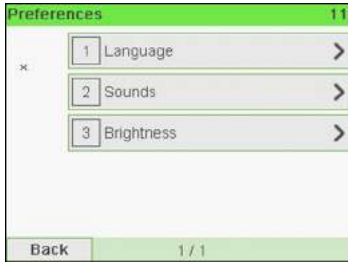 Preferences 11
1 Language
2 Sounds
3 Brightness
Back 1 / 1